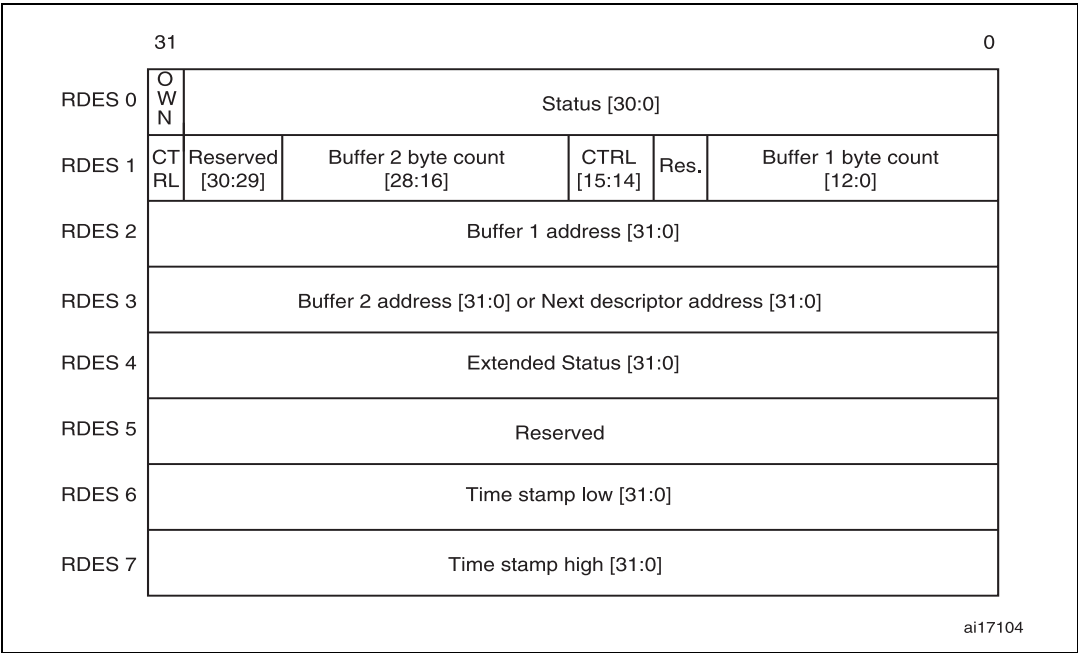 31 0
RDES 0 OWN Status [30:0]
RDES 1 CTRL Reserved [30:29] Buffer 2 byte count [28:16] CTRL [15:14] Res. Buffer 1 byte count [12:0]
RDES 2 Buffer 1 address [31:0]
RDES 3 Buffer 2 address [31:0] or Next descriptor address [31:0]
RDES 4 Extended Status [31:0]
RDES 5 Reserved
RDES 6 Time stamp low [31:0]
RDES 7 Time stamp high [31:0]
ai17104